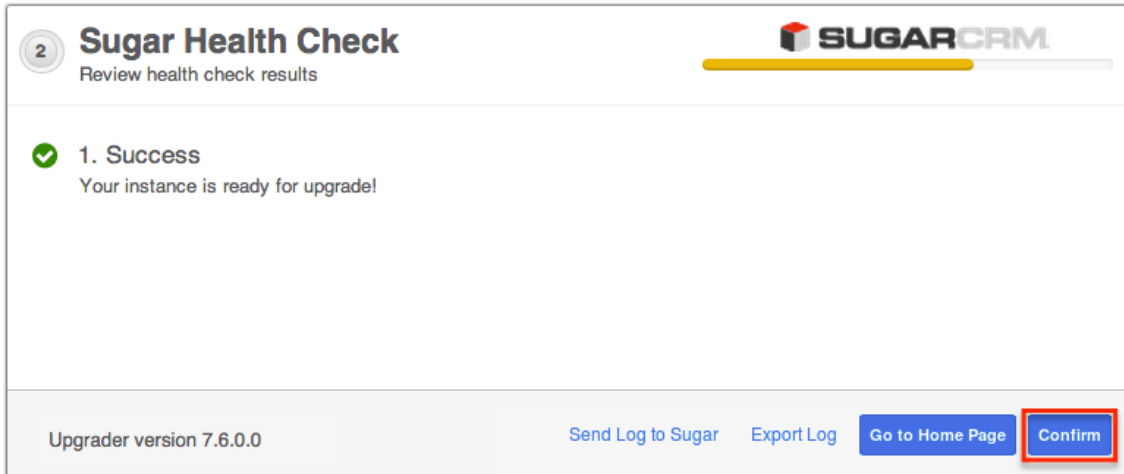 2
Sugar Health Check
Review health check results
SUGARCRM.
1. Success
Your instance is ready for upgrade!
Upgrader version 7.6.0.0
Send Log to Sugar
Export Log
Go to Home Page
Confirm